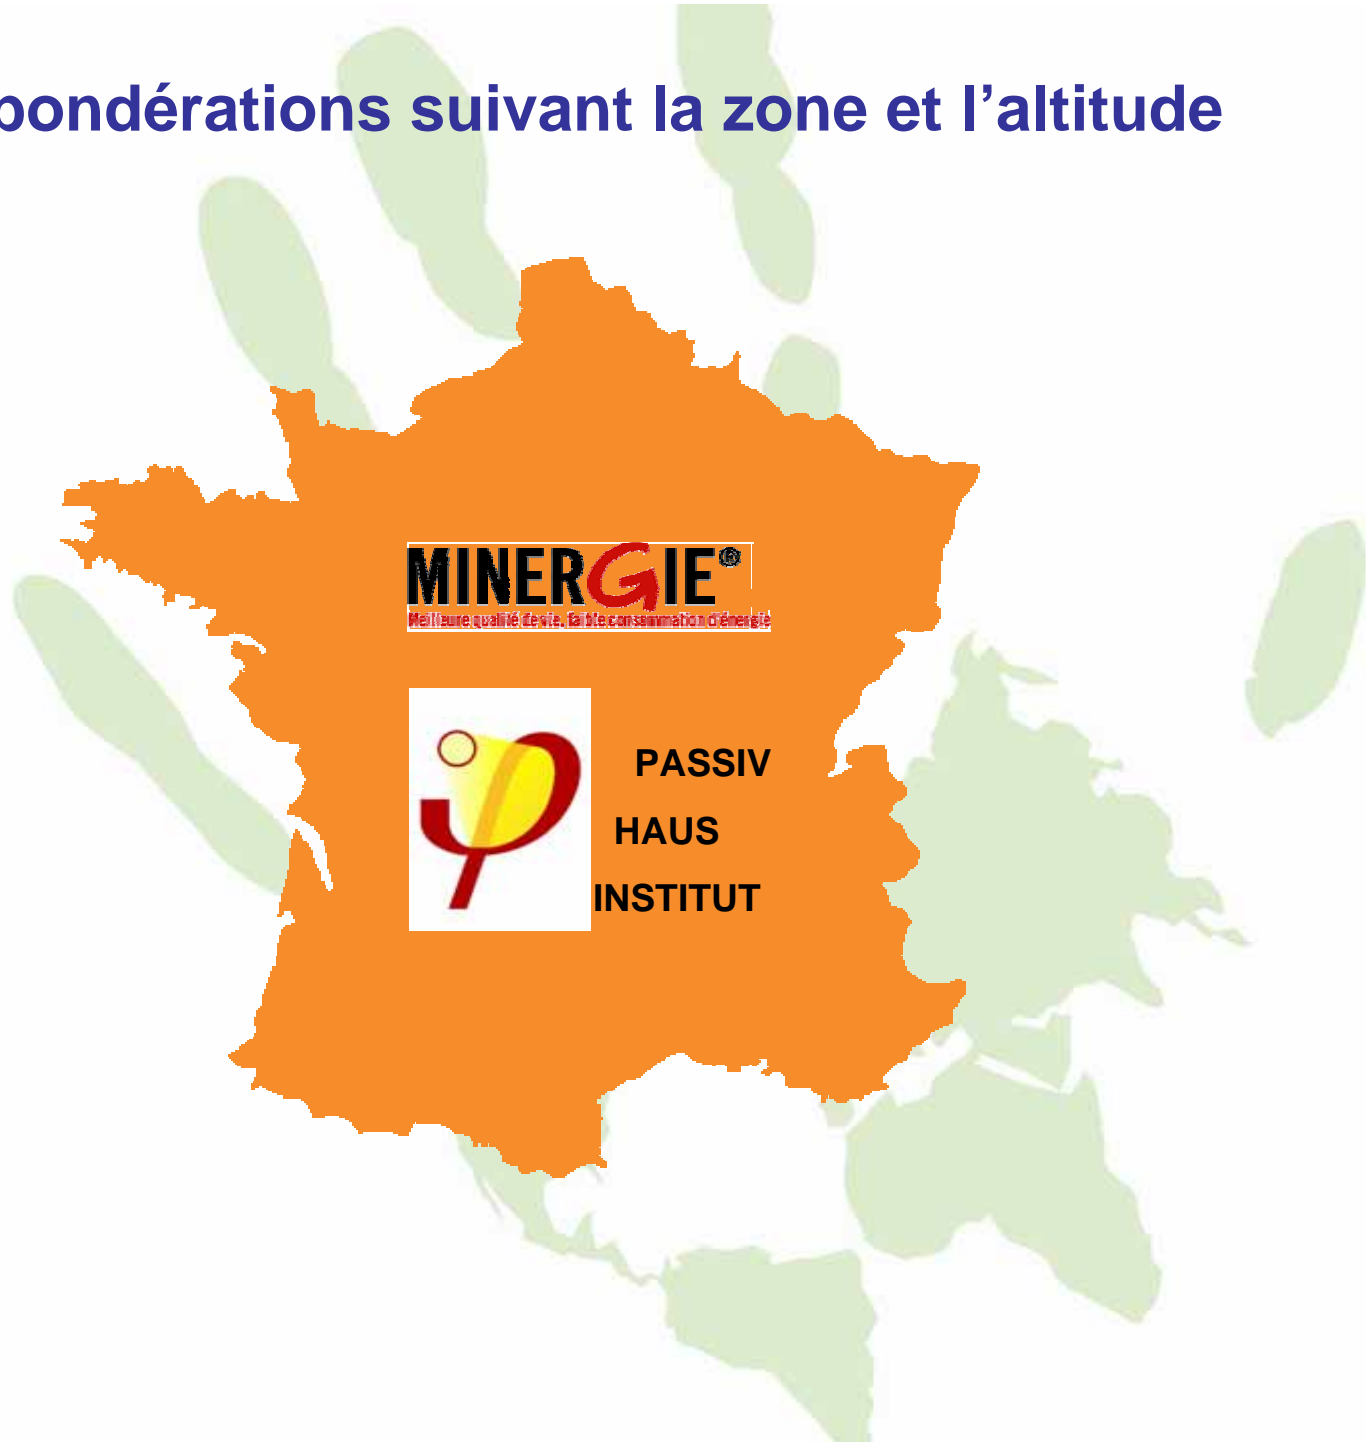 pondérations suivant la zone et l’altitude
MINERGIE®
Meilleure qualité de vie, faible consommation d'énergie
PASSIV
HAUS
INSTITUT